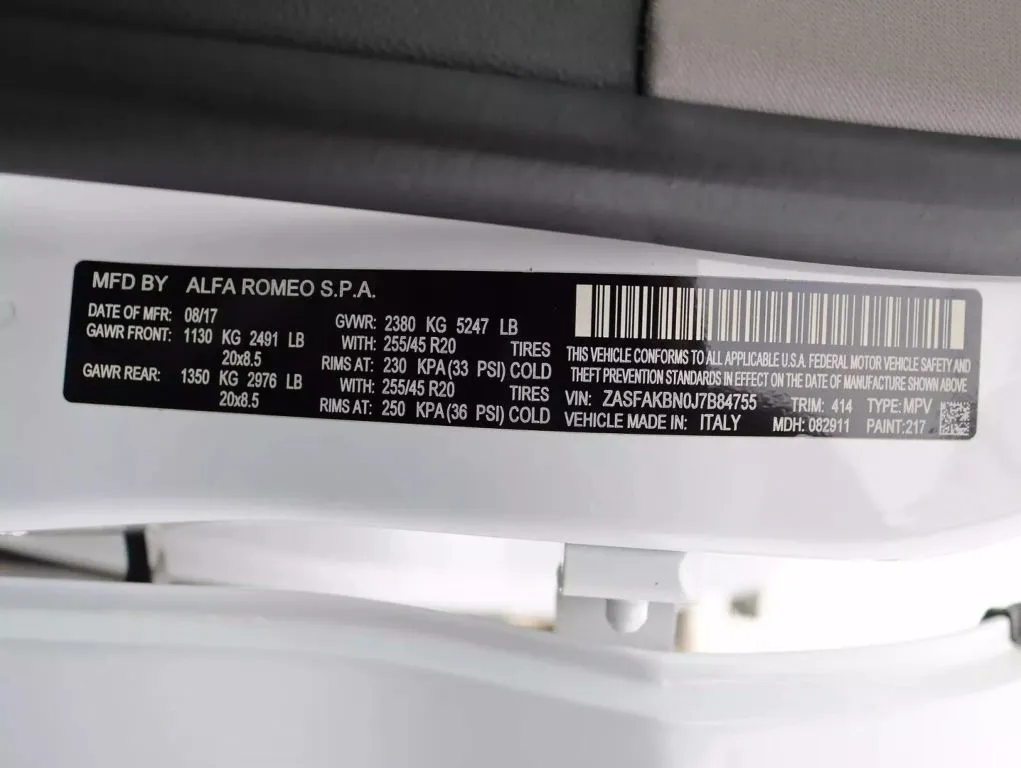 MFD BY ALFA ROMEO S.P.A.
DATE OF MFR: 08/17 GVWR: 2380 KG 5247 LB
GAWR FRONT: 1130 KG 2491 LB WITH: 255/45 R20 TIRES
20x8.5 RIMS AT: 230 KPA(33 PSI) COLD
GAWR REAR: 1350 KG 2976 LB WITH: 255/45 R20 TIRES
20x8.5 RIMS AT: 250 KPA(36 PSI) COLD
THIS VEHICLE CONFORMS TO ALL APPLICABLE U.S.A. FEDERAL MOTOR VEHICLE SAFETY AND
THEFT PREVENTION STANDARDS IN EFFECT ON THE DATE OF MANUFACTURE SHOWN ABOVE
VIN: ZASFAKBN0J7B84755 TRIM: 414 TYPE: MPV
VEHICLE MADE IN: ITALY MDH: 082911 PAINT:217